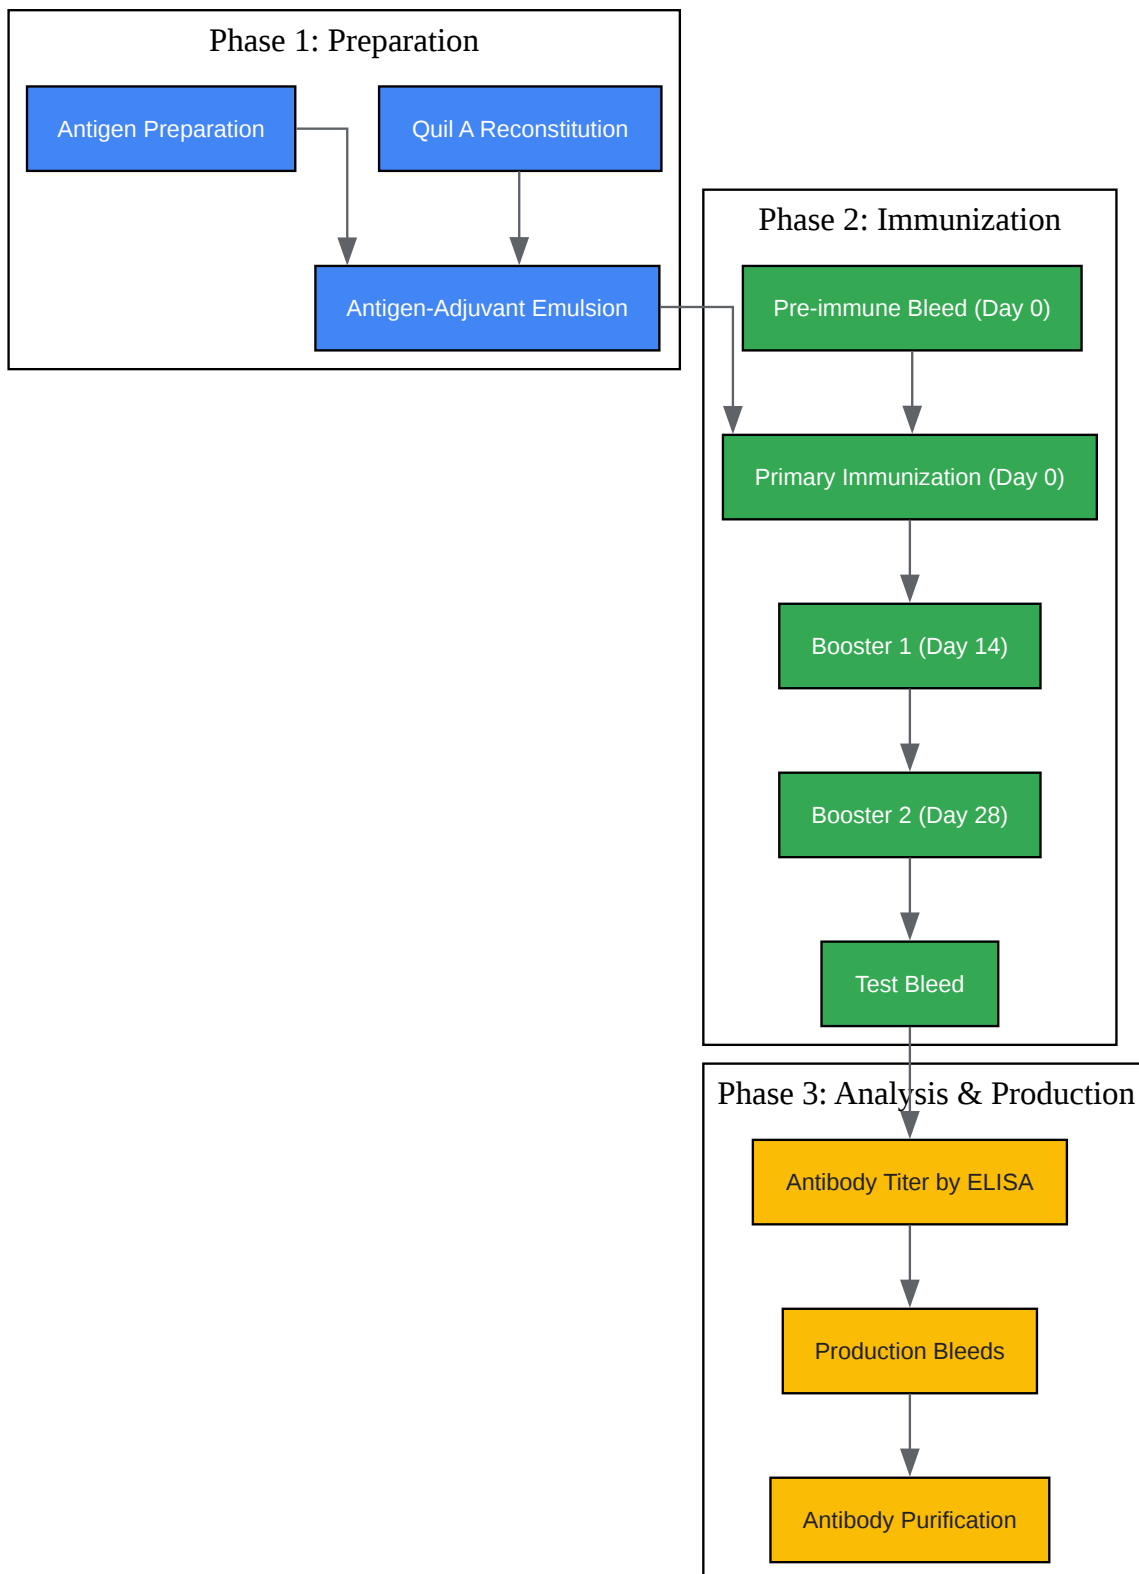 Phase 1: Preparation
Antigen Preparation
Quil A Reconstitution
Antigen-Adjuvant Emulsion
Phase 2: Immunization
Pre-immune Bleed (Day 0)
Primary Immunization (Day 0)
Booster 1 (Day 14)
Booster 2 (Day 28)
Test Bleed
Phase 3: Analysis & Production
Antibody Titer by ELISA
Production Bleeds
Antibody Purification